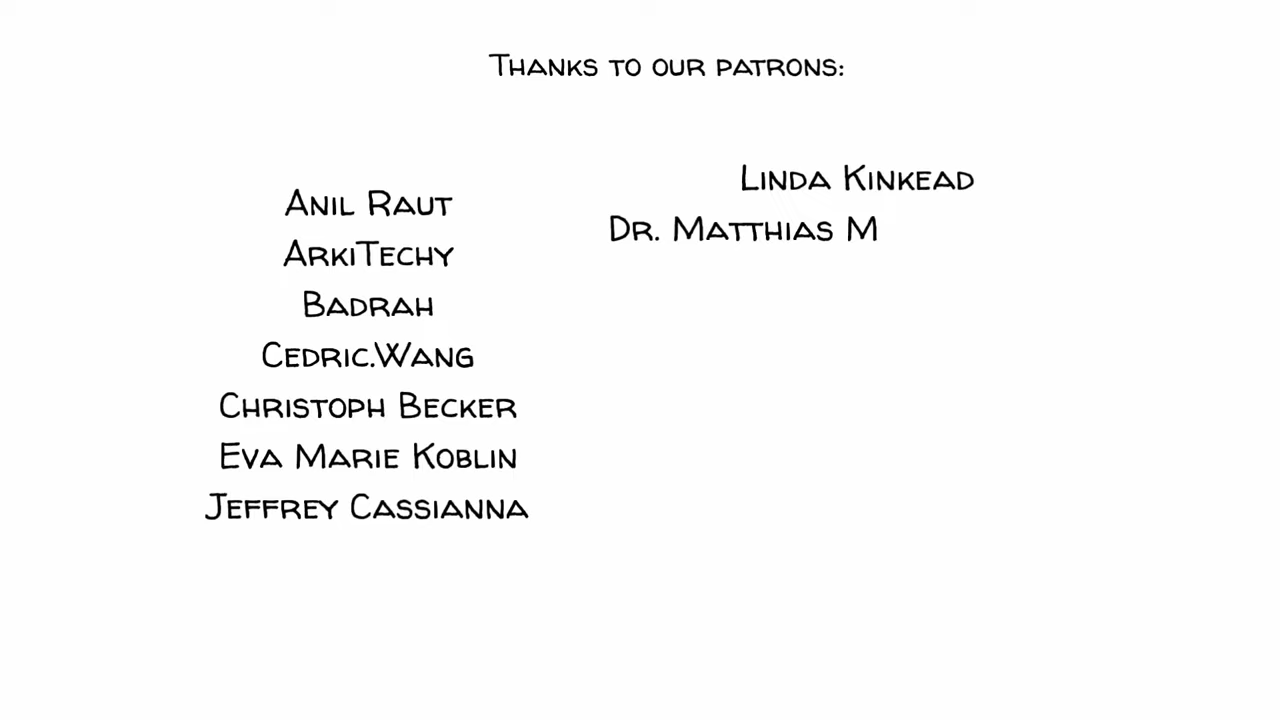 Thanks to our patrons:
Anil Raut
ArkiTechy
Badrah
Cedric.Wang
Christoph Becker
Eva Marie Koblin
Jeffrey Cassianna
Linda Kinkead
Dr. Matthias M